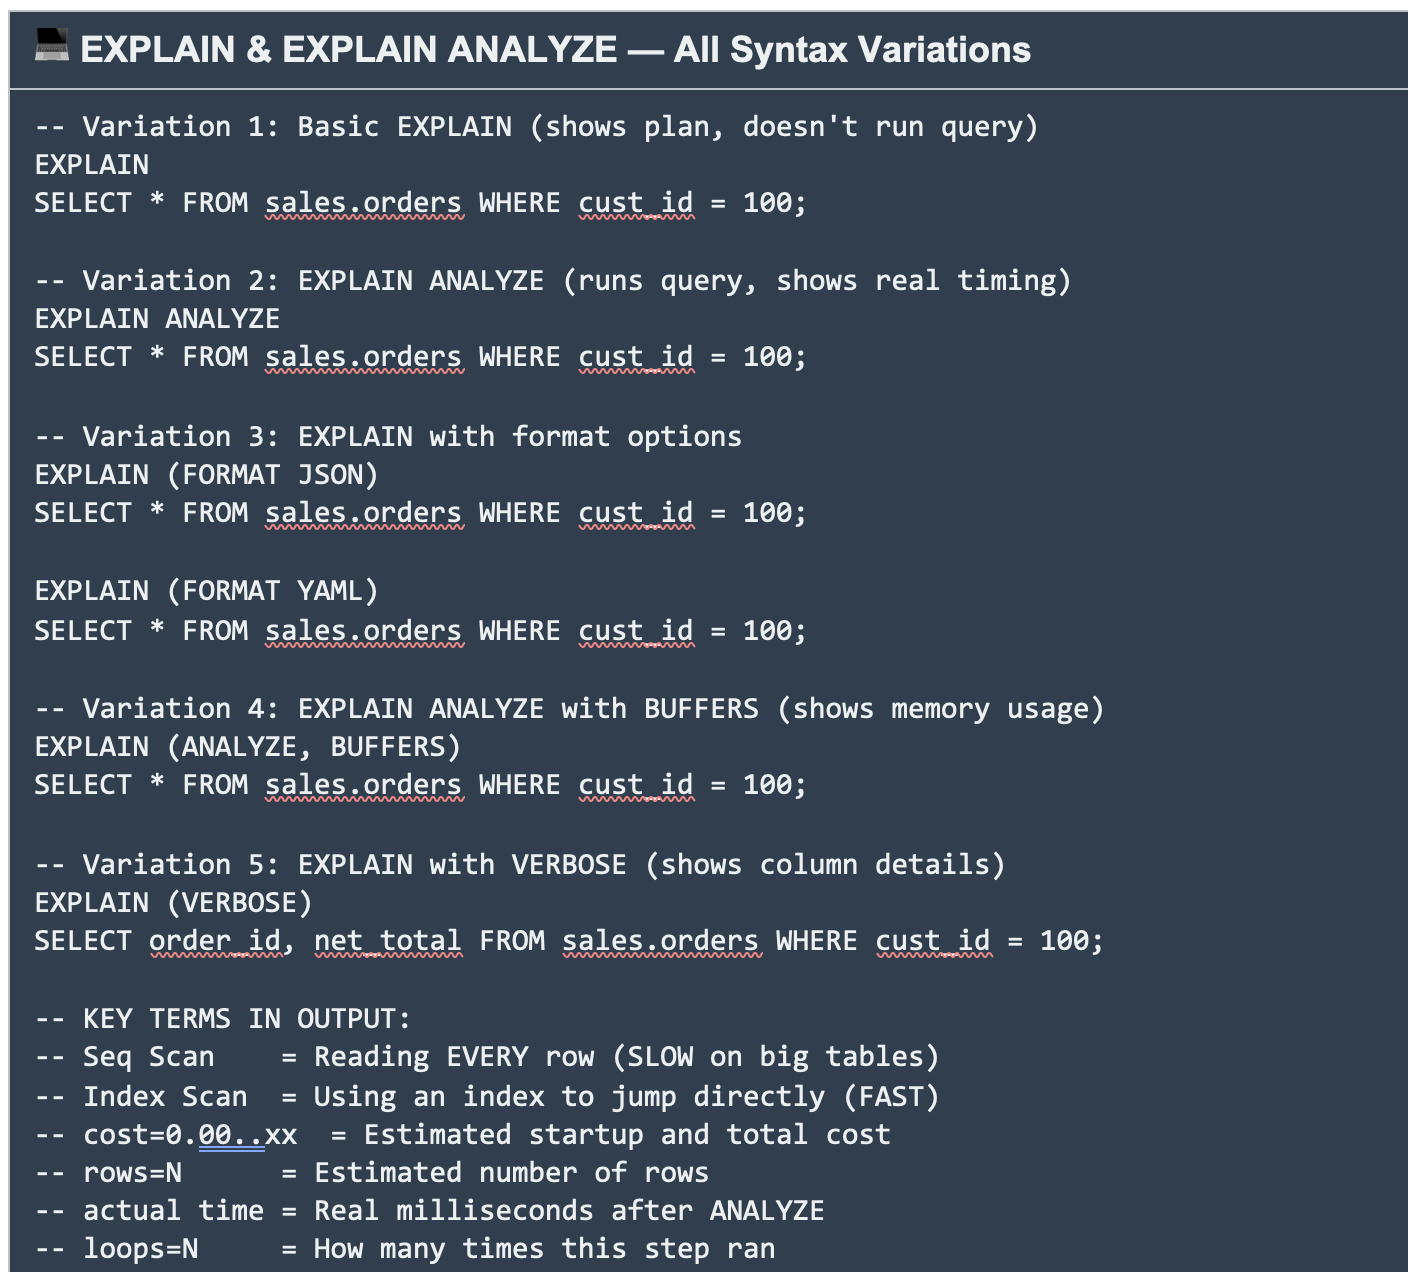 💻 EXPLAIN & EXPLAIN ANALYZE — All Syntax Variations
-- Variation 1: Basic EXPLAIN (shows plan, doesn't run query)
EXPLAIN
SELECT * FROM sales.orders WHERE cust_id = 100;
-- Variation 2: EXPLAIN ANALYZE (runs query, shows real timing)
EXPLAIN ANALYZE
SELECT * FROM sales.orders WHERE cust_id = 100;
-- Variation 3: EXPLAIN with format options
EXPLAIN (FORMAT JSON)
SELECT * FROM sales.orders WHERE cust_id = 100;
EXPLAIN (FORMAT YAML)
SELECT * FROM sales.orders WHERE cust_id = 100;
-- Variation 4: EXPLAIN ANALYZE with BUFFERS (shows memory usage)
EXPLAIN (ANALYZE, BUFFERS)
SELECT * FROM sales.orders WHERE cust_id = 100;
-- Variation 5: EXPLAIN with VERBOSE (shows column details)
EXPLAIN (VERBOSE)
SELECT order_id, net_total FROM sales.orders WHERE cust_id = 100;
-- KEY TERMS IN OUTPUT:
-- Seq Scan    = Reading EVERY row (SLOW on big tables)
-- Index Scan  = Using an index to jump directly (FAST)
-- cost=0.00..xx  = Estimated startup and total cost
-- rows=N      = Estimated number of rows
-- actual time = Real milliseconds after ANALYZE
-- loops=N     = How many times this step ran